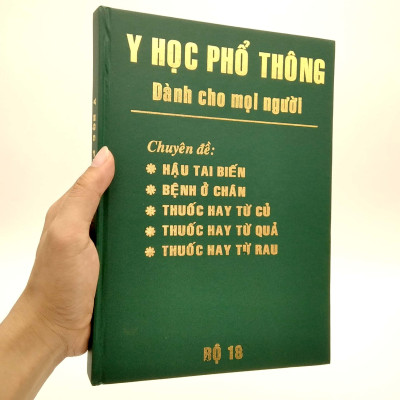 Y HỌC PHỔ THÔNG
Dành cho mọi người
Chuyên đề:
HẬU TAI BIẾN
BỆNH Ở CHÂN
THUỐC HAY TỪ CỦ
THUỐC HAY TỪ QUẢ
THUỐC HAY TỪ RAU
BỘ 18